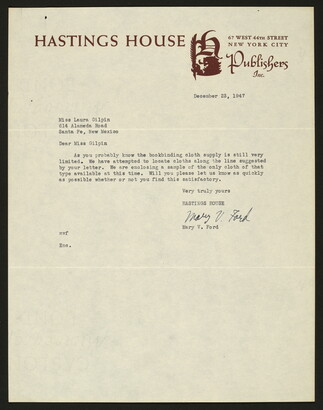 HASTINGS HOUSE
67 WEST 44TH STREET
NEW YORK CITY
Publishers
Inc.
December 22, 1947
Miss Laura Gilpin
514 Alameda Road
Santa Fe, New Mexico
Dear Miss Gilpin
As you probably know the bookbinding cloth supply is still very
limited. We have attempted to locate cloths along the line suggested
by your letter. We are enclosing a sample of the only cloth of that
type available at this time. Will you please let us know as quickly
as possible whether or not you find this satisfactory.
Very truly yours
HASTINGS HOUSE
Mary V. Ford
Mary V. Ford
Enc.